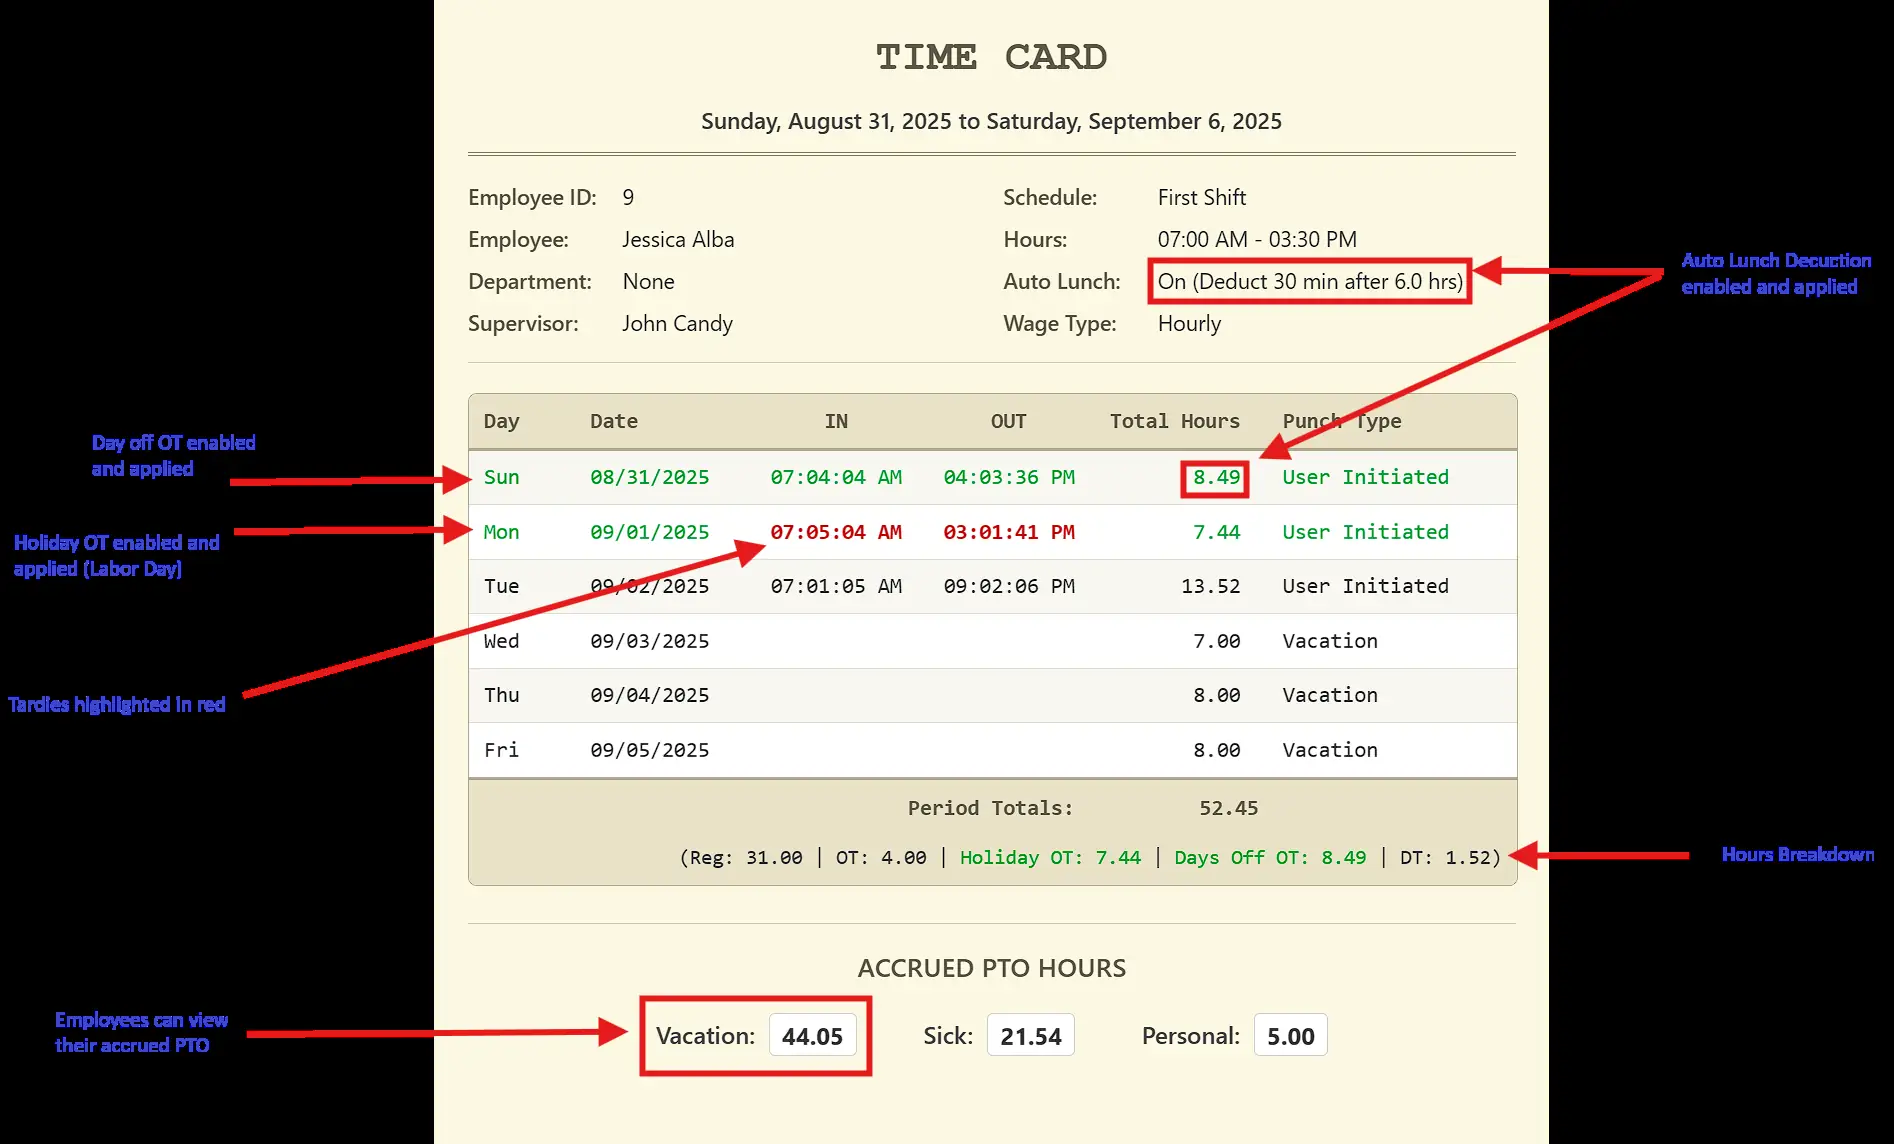 TIME CARD
Sunday, August 31, 2025 to Saturday, September 6, 2025
Employee ID: 9
Employee: Jessica Alba
Department: None
Supervisor: John Candy
Schedule: First Shift
Hours: 07:00 AM - 03:30 PM
Auto Lunch: On (Deduct 30 min after 6.0 hrs)
Wage Type: Hourly
Auto Lunch Decuction
enabled and applied
Day Date IN OUT Total Hours Punch Type
Day off OT enabled
and applied
Sun 08/31/2025 07:04:04 AM 04:03:36 PM 8.49 User Initiated
Holiday OT enabled and
applied (Labor Day)
Mon 09/01/2025 07:05:04 AM 03:01:41 PM 7.44 User Initiated
Tue 09/02/2025 07:01:05 AM 09:02:06 PM 13.52 User Initiated
Wed 09/03/2025 7.00 Vacation
Tardies highlighted in red
Thu 09/04/2025 8.00 Vacation
Fri 09/05/2025 8.00 Vacation
Period Totals: 52.45
(Reg: 31.00 | OT: 4.00 | Holiday OT: 7.44 | Days Off OT: 8.49 | DT: 1.52)
Hours Breakdown
ACCRUED PTO HOURS
Employees can view
their accrued PTO
Vacation: 44.05 Sick: 21.54 Personal: 5.00